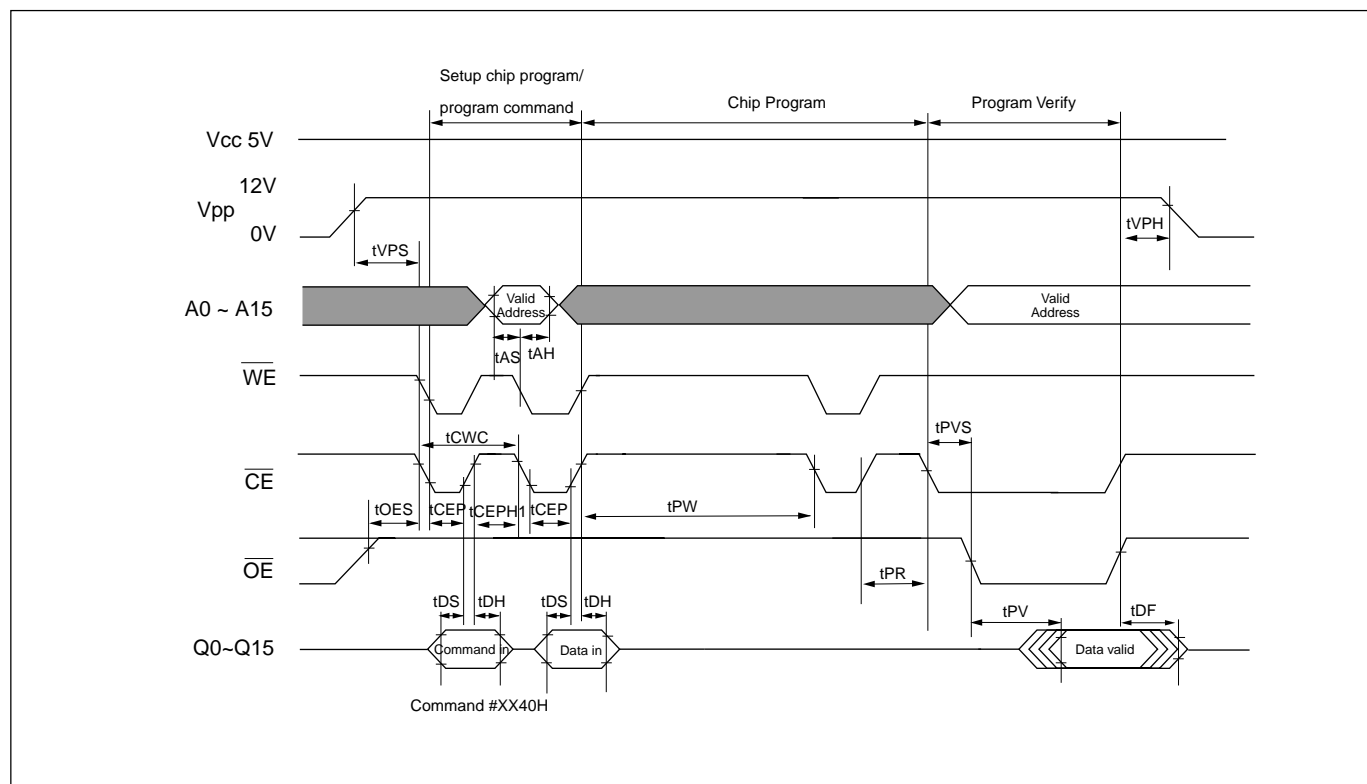 Setup chip program/
program command
Chip Program
Program Verify
Vcc 5V
12V
Vpp
0V
tVPS
tVPH
A0 ~ A15
Valid
Address
Valid
Address
tAS
tAH
WE
tCWC
tPVS
CE
tOES
tCEP
tCEPH1
tCEP
tPW
OE
tPR
tDS
tDH
tDS
tDH
tPV
tDF
Q0~Q15
Command in
Data in
Data valid
Command #XX40H